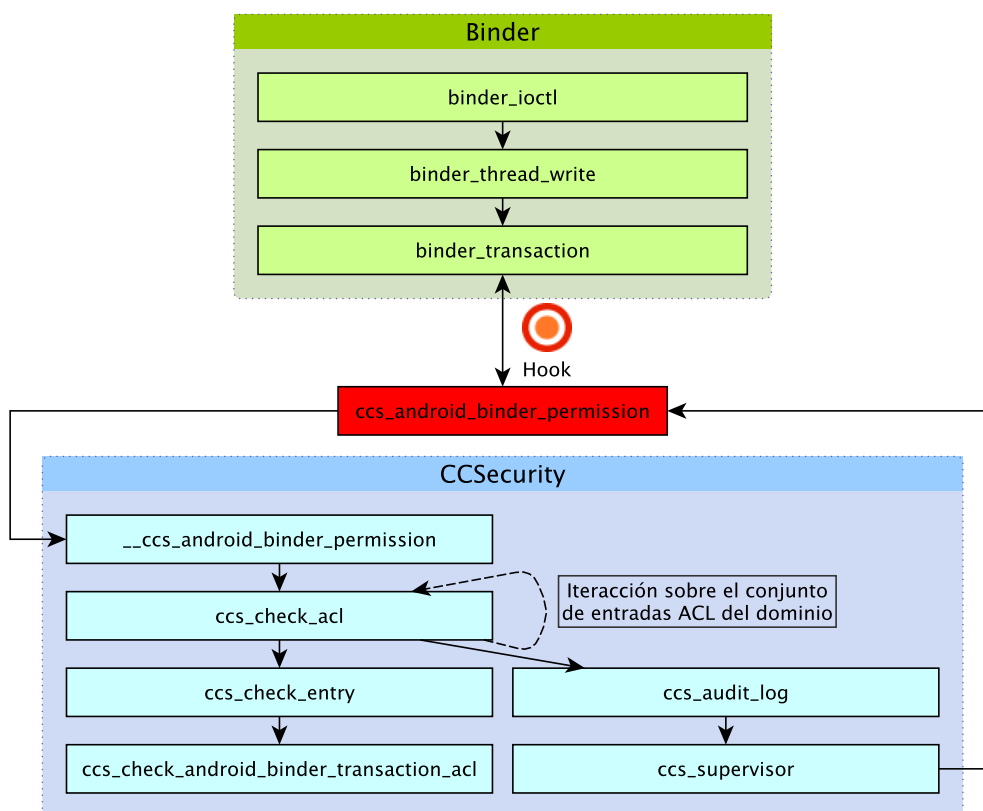 Binder
binder_ioctl
binder_thread_write
binder_transaction
Hook
ccs_android_binder_permission
CCSecurity
__ccs_android_binder_permission
ccs_check_acl
Iteracción sobre el conjunto
de entradas ACL del dominio
ccs_check_entry
ccs_audit_log
ccs_check_android_binder_transaction_acl
ccs_supervisor